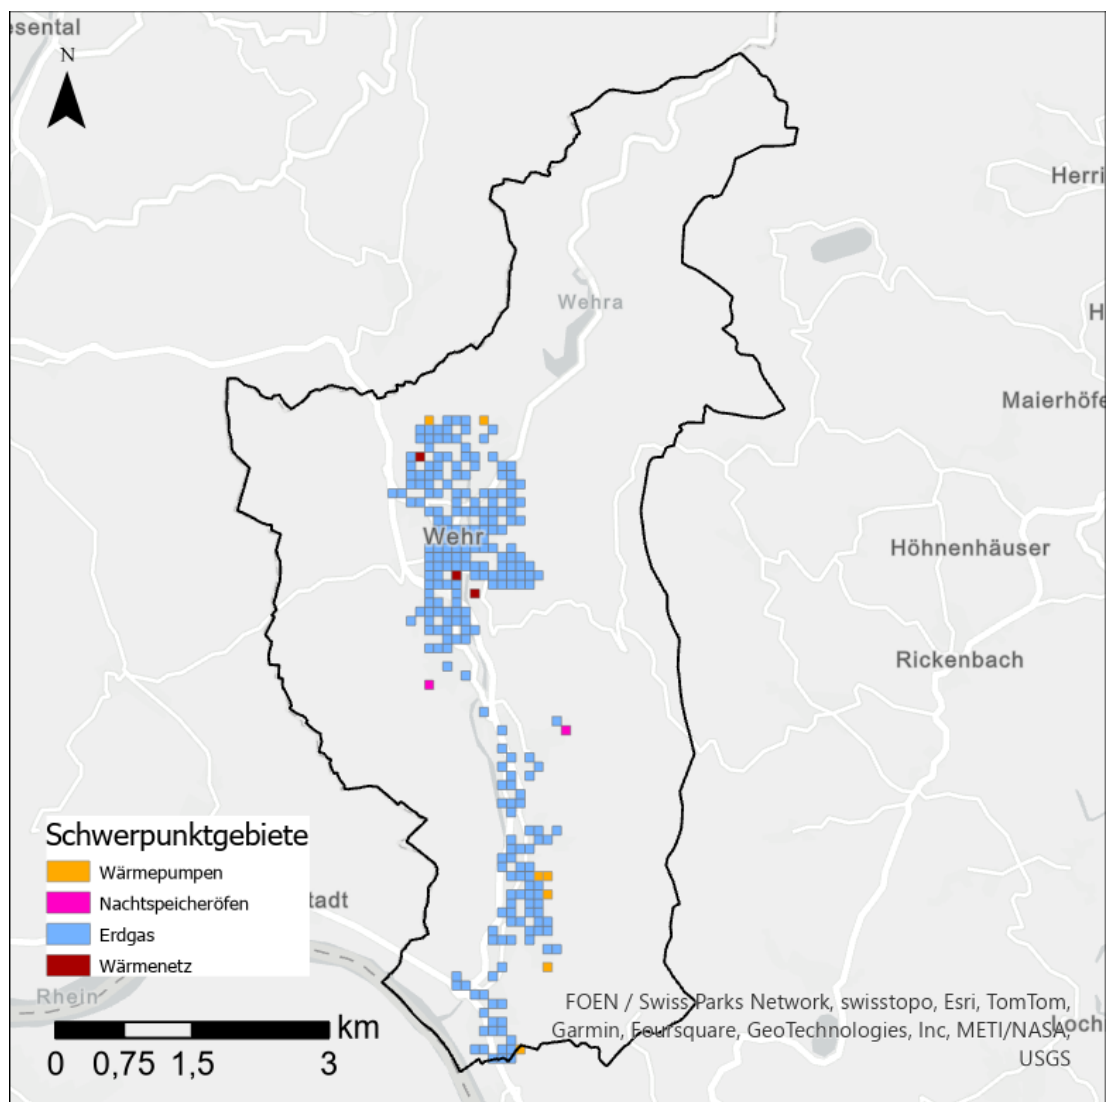 esental
N
Herri
Wehra
H
Maierhöfe
Wehr
Höhnenhäuser
Rickenbach
Schwerpunktgebiete
Wärmepumpen
Nachtspeicheröfen
Erdgas
Wärmenetz
tadt
Rhein
km
0 0,75 1,5 3
FOEN / Swiss Parks Network, swisstopo, Esri, TomTom,
Garmin, Foursquare, GeoTechnologies, Inc, METI/NASA,
USGS
Loch